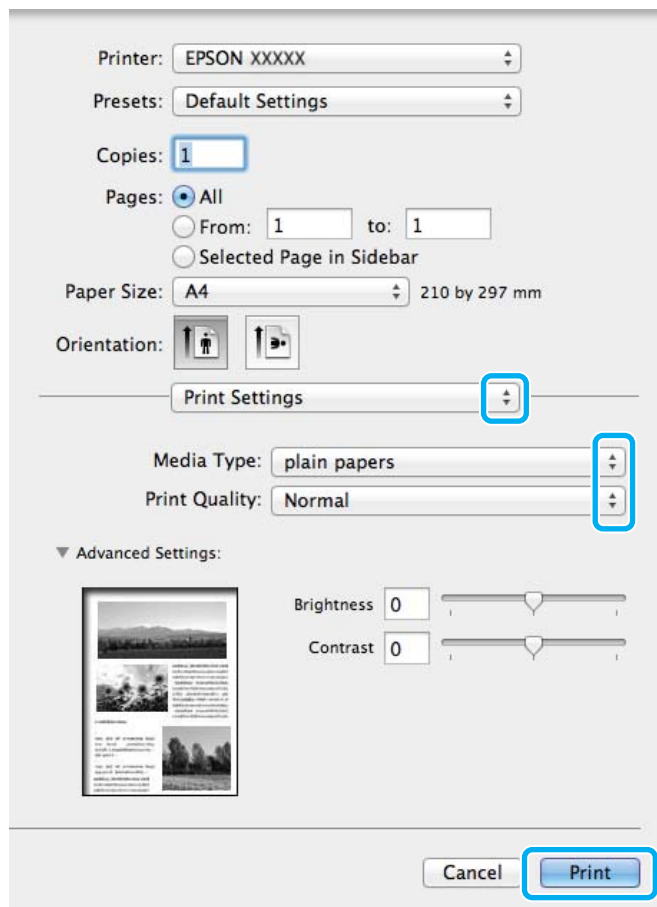 Printer: EPSON XXXXX
Presets: Default Settings
Copies: 1
Pages: All
From: 1 to: 1
Selected Page in Sidebar
Paper Size: A4 210 by 297 mm
Orientation:
Print Settings
Media Type: plain papers
Print Quality: Normal
Advanced Settings:
Brightness 0
Contrast 0
Cancel Print